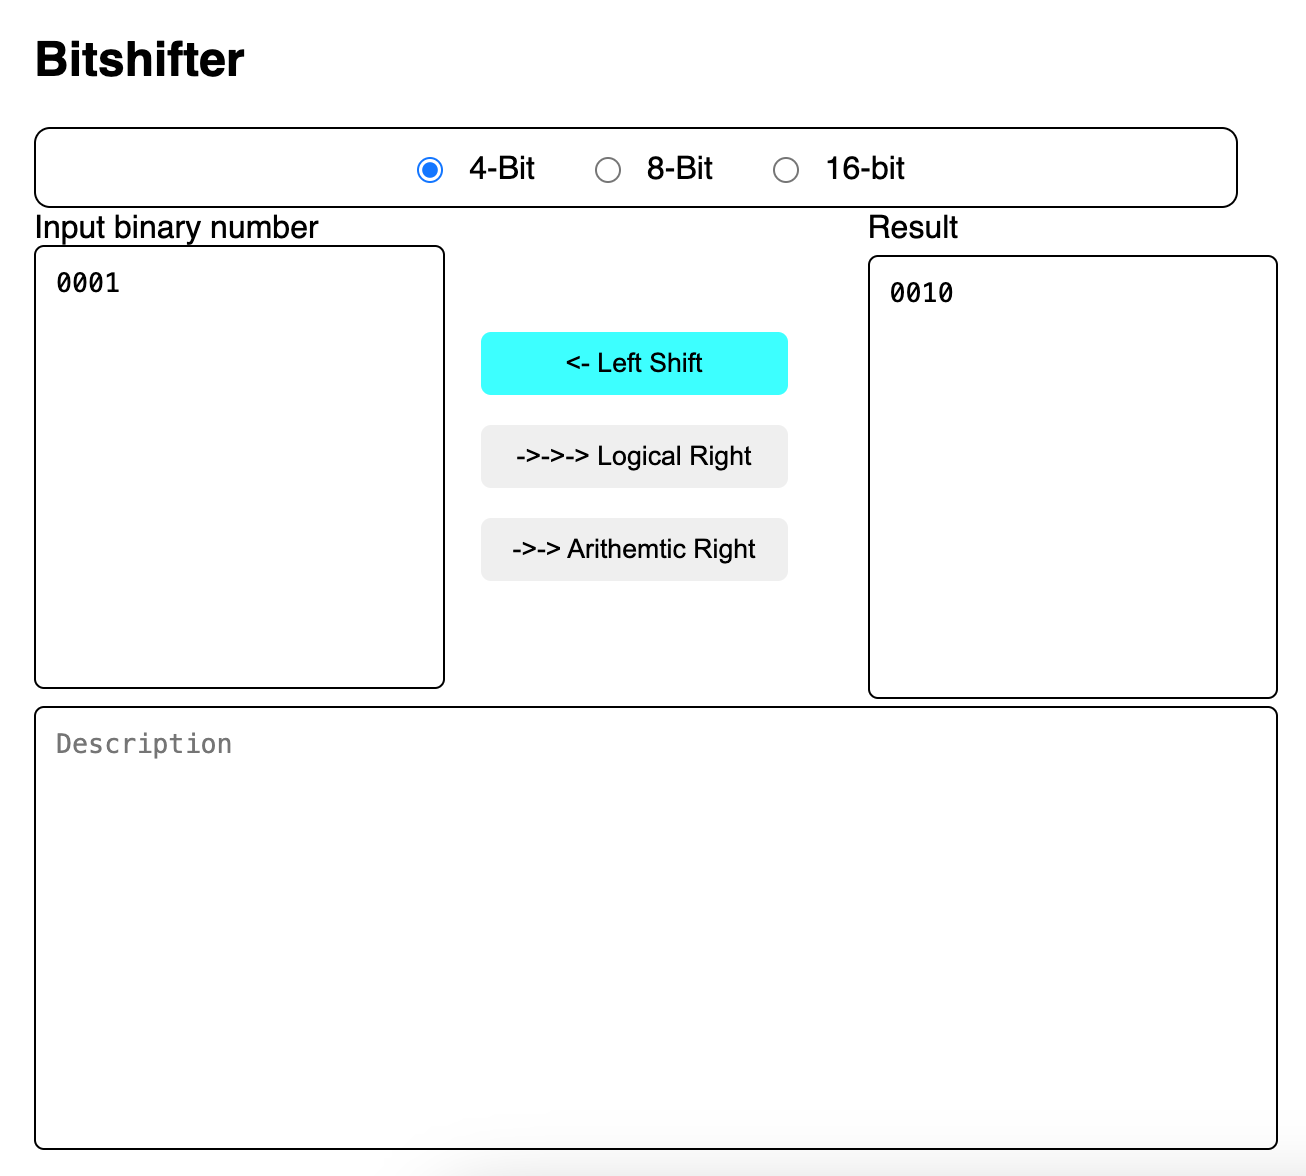 Bitshifter
4-Bit 8-Bit 16-bit
Input binary number
Result
0001
0010
<- Left Shift
->->-> Logical Right
->-> Arithemtic Right
Description